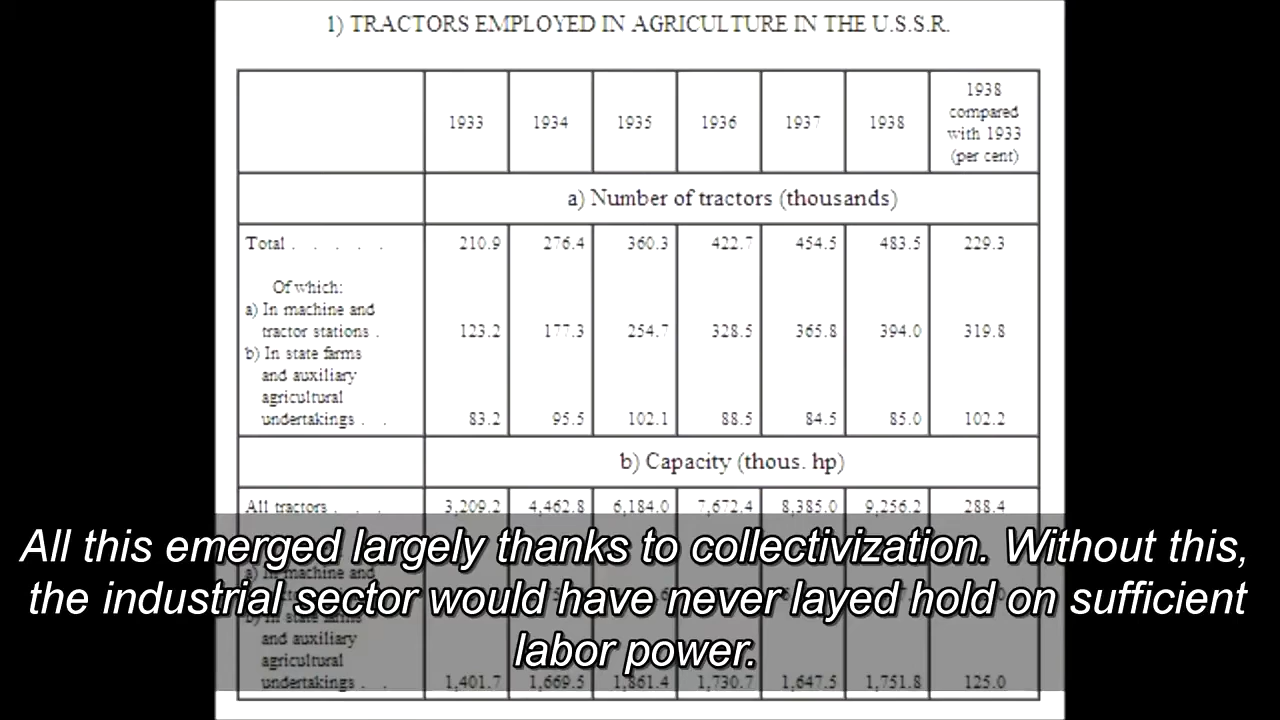 1) TRACTORS EMPLOYED IN AGRICULTURE IN THE U.S.S.R.
1933 1934 1935 1936 1937 1938 1938 compared with 1933 (per cent)
a) Number of tractors (thousands)
Total . . . . . 210.9 276.4 360.3 422.7 454.5 483.5 229.3
Of which:
a) In machine and
tractor stations . 123.2 177.3 254.7 328.5 365.8 394.0 319.8
b) In state farms
and auxiliary
agricultural
undertakings . . 83.2 95.5 102.1 88.5 84.5 85.0 102.2
b) Capacity (thous. hp)
All tractors . . . 3,209.2 4,462.8 6,184.0 7,672.4 8,385.0 9,256.2 288.4
All this emerged largely thanks to collectivization. Without this,
a) In machine and
the industrial sector would have never layed hold on sufficient
b) In state farms
labor power.
and auxiliary
agricultural
undertakings . . 1,401.7 1,669.5 1,861.4 1,730.7 1,647.5 1,751.8 125.0